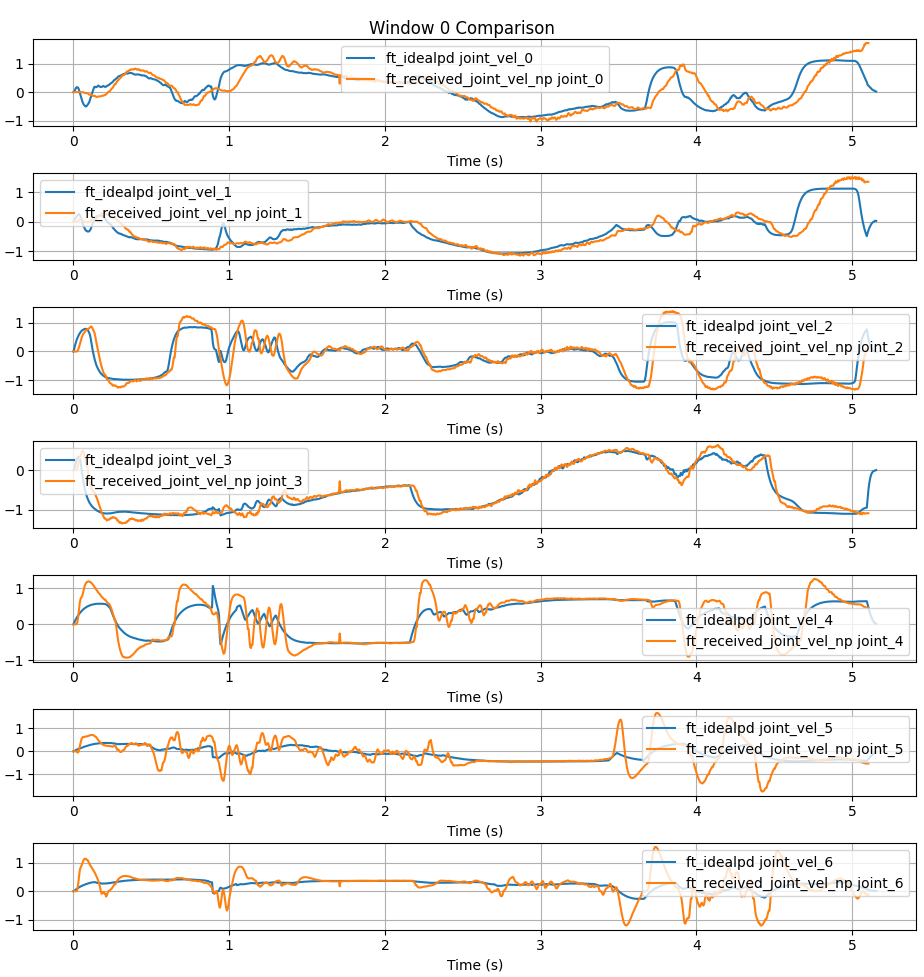 Window 0 Comparison
1
0
−1
ft_idealpd joint_vel_0
ft_received_joint_vel_np joint_0
0 1 2 3 4 5
Time (s)
1
0
−1
ft_idealpd joint_vel_1
ft_received_joint_vel_np joint_1
0 1 2 3 4 5
Time (s)
1
0
−1
ft_idealpd joint_vel_2
ft_received_joint_vel_np joint_2
0 1 2 3 4 5
Time (s)
0
−1
ft_idealpd joint_vel_3
ft_received_joint_vel_np joint_3
0 1 2 3 4 5
Time (s)
1
0
−1
ft_idealpd joint_vel_4
ft_received_joint_vel_np joint_4
0 1 2 3 4 5
Time (s)
1
0
−1
ft_idealpd joint_vel_5
ft_received_joint_vel_np joint_5
0 1 2 3 4 5
Time (s)
1
0
−1
ft_idealpd joint_vel_6
ft_received_joint_vel_np joint_6
0 1 2 3 4 5
Time (s)